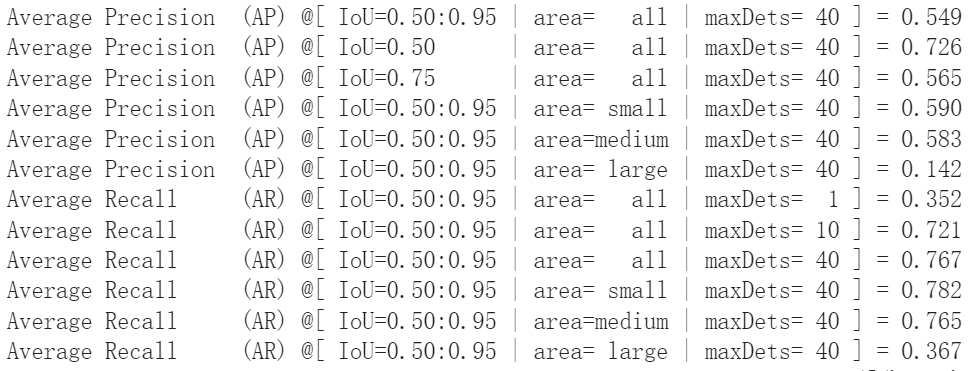 Average Precision  (AP) @[ IoU=0.50:0.95 | area=   all | maxDets= 40 ] = 0.549
Average Precision  (AP) @[ IoU=0.50      | area=   all | maxDets= 40 ] = 0.726
Average Precision  (AP) @[ IoU=0.75      | area=   all | maxDets= 40 ] = 0.565
Average Precision  (AP) @[ IoU=0.50:0.95 | area= small | maxDets= 40 ] = 0.590
Average Precision  (AP) @[ IoU=0.50:0.95 | area=medium | maxDets= 40 ] = 0.583
Average Precision  (AP) @[ IoU=0.50:0.95 | area= large | maxDets= 40 ] = 0.142
Average Recall     (AR) @[ IoU=0.50:0.95 | area=   all | maxDets=  1 ] = 0.352
Average Recall     (AR) @[ IoU=0.50:0.95 | area=   all | maxDets= 10 ] = 0.721
Average Recall     (AR) @[ IoU=0.50:0.95 | area=   all | maxDets= 40 ] = 0.767
Average Recall     (AR) @[ IoU=0.50:0.95 | area= small | maxDets= 40 ] = 0.782
Average Recall     (AR) @[ IoU=0.50:0.95 | area=medium | maxDets= 40 ] = 0.765
Average Recall     (AR) @[ IoU=0.50:0.95 | area= large | maxDets= 40 ] = 0.367